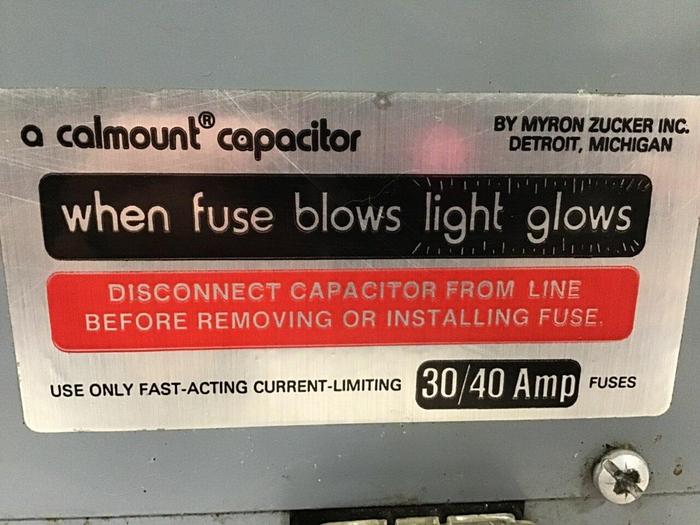 a calmount® capacitor
BY MYRON ZUCKER INC.
DETROIT, MICHIGAN
when fuse blows light glows
DISCONNECT CAPACITOR FROM LINE
BEFORE REMOVING OR INSTALLING FUSE.
USE ONLY FAST-ACTING CURRENT-LIMITING 30/40 Amp FUSES